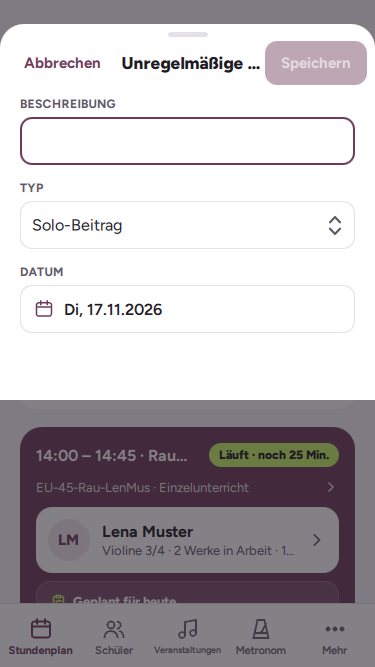 Abbrechen Unregelmäßige ... Speichern
BESCHREIBUNG
TYP
Solo-Beitrag
DATUM
Di, 17.11.2026
14:00 – 14:45 · Rau... Läuft · noch 25 Min.
EU-45-Rau-LenMus · Einzelunterricht
LM Lena Muster
Violine 3/4 · 2 Werke in Arbeit · 1...
Geplant für heute
Stundenplan Schüler Veranstaltungen Metronom Mehr